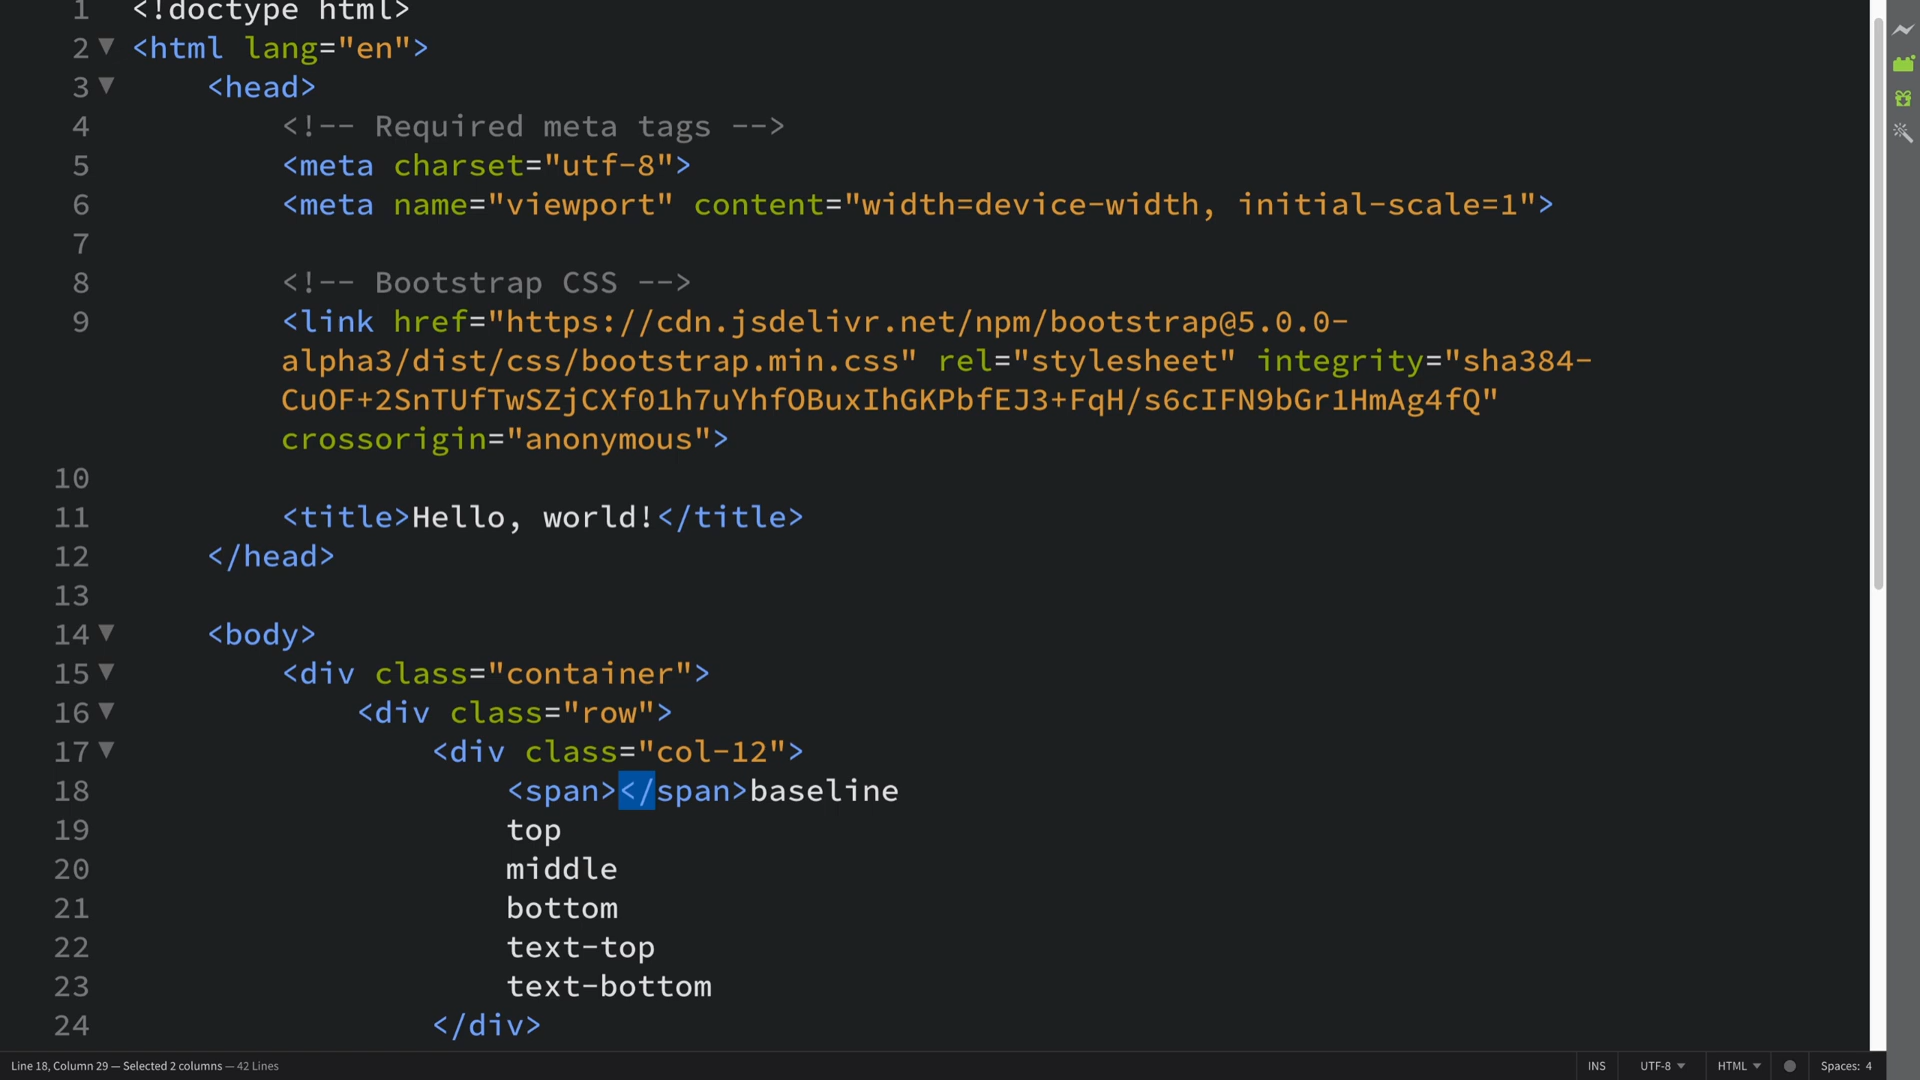 1 <!doctype html>
2 <html lang="en">
3 <head>
4 <!-- Required meta tags -->
5 <meta charset="utf-8">
6 <meta name="viewport" content="width=device-width, initial-scale=1">
7
8 <!-- Bootstrap CSS -->
9 <link href="https://cdn.jsdelivr.net/npm/bootstrap@5.0.0-
alpha3/dist/css/bootstrap.min.css" rel="stylesheet" integrity="sha384-
CuOF+2SnTUfTwSZjCXf01h7uYhfOBuxIhGKPbfEJ3+FqH/s6cIFN9bGr1HmAg4fQ"
crossorigin="anonymous">
10
11 <title>Hello, world!</title>
12 </head>
13
14 <body>
15 <div class="container">
16 <div class="row">
17 <div class="col-12">
18 <span></span>baseline
19 top
20 middle
21 bottom
22 text-top
23 text-bottom
24 </div>
Line 18, Column 29 — Selected 2 columns — 42 Lines INS UTF-8 HTML Spaces: 4